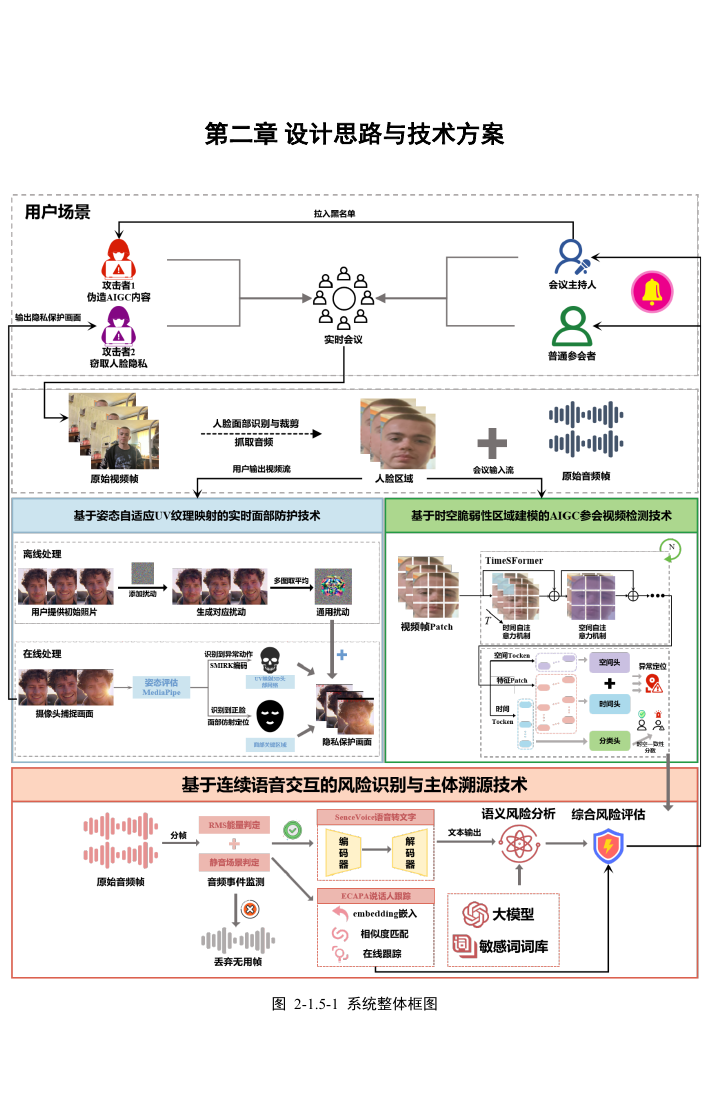 第二章 设计思路与技术方案
用户场景
拉入黑名单
攻击者1
伪造AIGC内容
会议主持人
输出隐私保护画面
攻击者2
窃取人脸隐私
实时会议
普通参会者
人脸面部识别与裁剪
抓取音频
原始视频帧
用户输出视频流
人脸区域
会议输入流
原始音频帧
基于姿态自适应UV纹理映射的实时面部防护技术
基于时空脆弱性区域建模的AIGC参会视频检测技术
离线处理
添加扰动
多图取平均
用户提供初始照片
生成对应扰动
通用扰动
在线处理
姿态评估
MediaPipe
识别到异常动作
SMIRK编码
识别到正脸
面部仿射定位
摄像头捕捉画面
隐私保护画面
N
TimeSFormer
视频帧Patch
T
时间自注
意力机制
空间自注
意力机制
空间Tocken
特征Patch
时间
Tocken
空间头
时间头
分类头
异常定位
时空一致性
分数
基于连续语音交互的风险识别与主体溯源技术
原始音频帧
分帧
RMS能量判定
静音场景判定
音频事件监测
丢弃无用帧
SenceVoice语音转文字
编码器
解码器
文本输出
ECAPA说话人跟踪
embedding嵌入
相似度匹配
在线跟踪
语义风险分析
综合风险评估
大模型
词
敏感词词库
图 2-1.5-1 系统整体框图